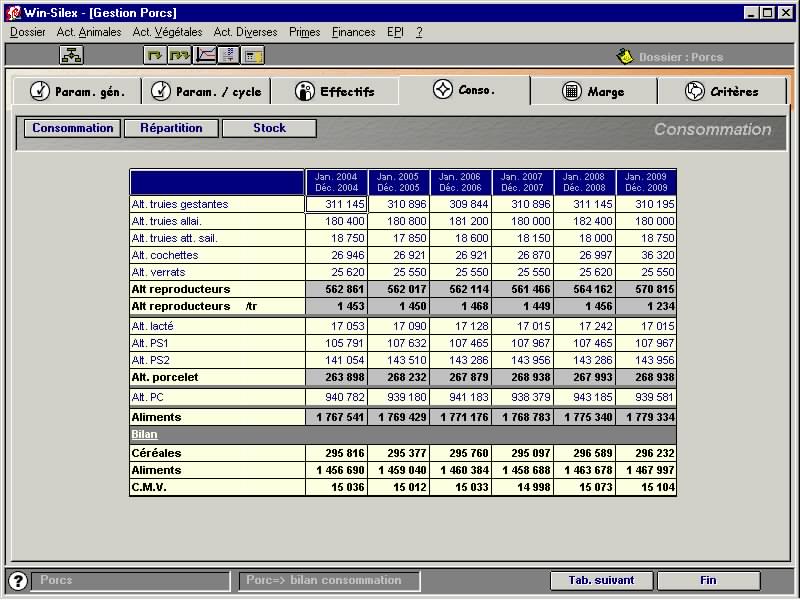 Win-Silex - [Gestion Porcs]
Dossier Act. Animales Act. Végétales Act. Diverses Primes Finances EPI ?
Dossier : Porcs
Param. gén. Param. / cycle Effectifs Conso. Marge Critères
Consommation Répartition Stock Consommation
Jan. 2004 Jan. 2005 Jan. 2006 Jan. 2007 Jan. 2008 Jan. 2009
Déc. 2004 Déc. 2005 Déc. 2006 Déc. 2007 Déc. 2008 Déc. 2009
Alt. truies gestantes 311 145 310 896 309 844 310 896 311 145 310 195
Alt. truies allai. 180 400 180 800 181 200 180 000 182 400 180 000
Alt. truies att. sail. 18 750 17 850 18 600 18 150 18 000 18 750
Alt. cochettes 26 946 26 921 26 921 26 870 26 997 36 320
Alt. verrats 25 620 25 550 25 550 25 550 25 620 25 550
Alt reproducteurs 562 861 562 017 562 114 561 466 564 162 570 815
Alt reproducteurs /tr 1 453 1 450 1 468 1 449 1 456 1 234
Alt. lacté 17 053 17 090 17 128 17 015 17 242 17 015
Alt. PS1 105 791 107 632 107 465 107 967 107 465 107 967
Alt. PS2 141 054 143 510 143 286 143 956 143 286 143 956
Alt. porcelet 263 898 268 232 267 879 268 938 267 993 268 938
Alt. PC 940 782 939 180 941 183 938 379 943 185 939 581
Aliments 1 767 541 1 769 429 1 771 176 1 768 783 1 775 340 1 779 334
Bilan
Céréales 295 816 295 377 295 760 295 097 296 589 296 232
Aliments 1 456 690 1 459 040 1 460 384 1 458 688 1 463 678 1 467 997
C.M.V. 15 036 15 012 15 033 14 998 15 073 15 104
? Porcs Porc=> bilan consommation Tab. suivant Fin